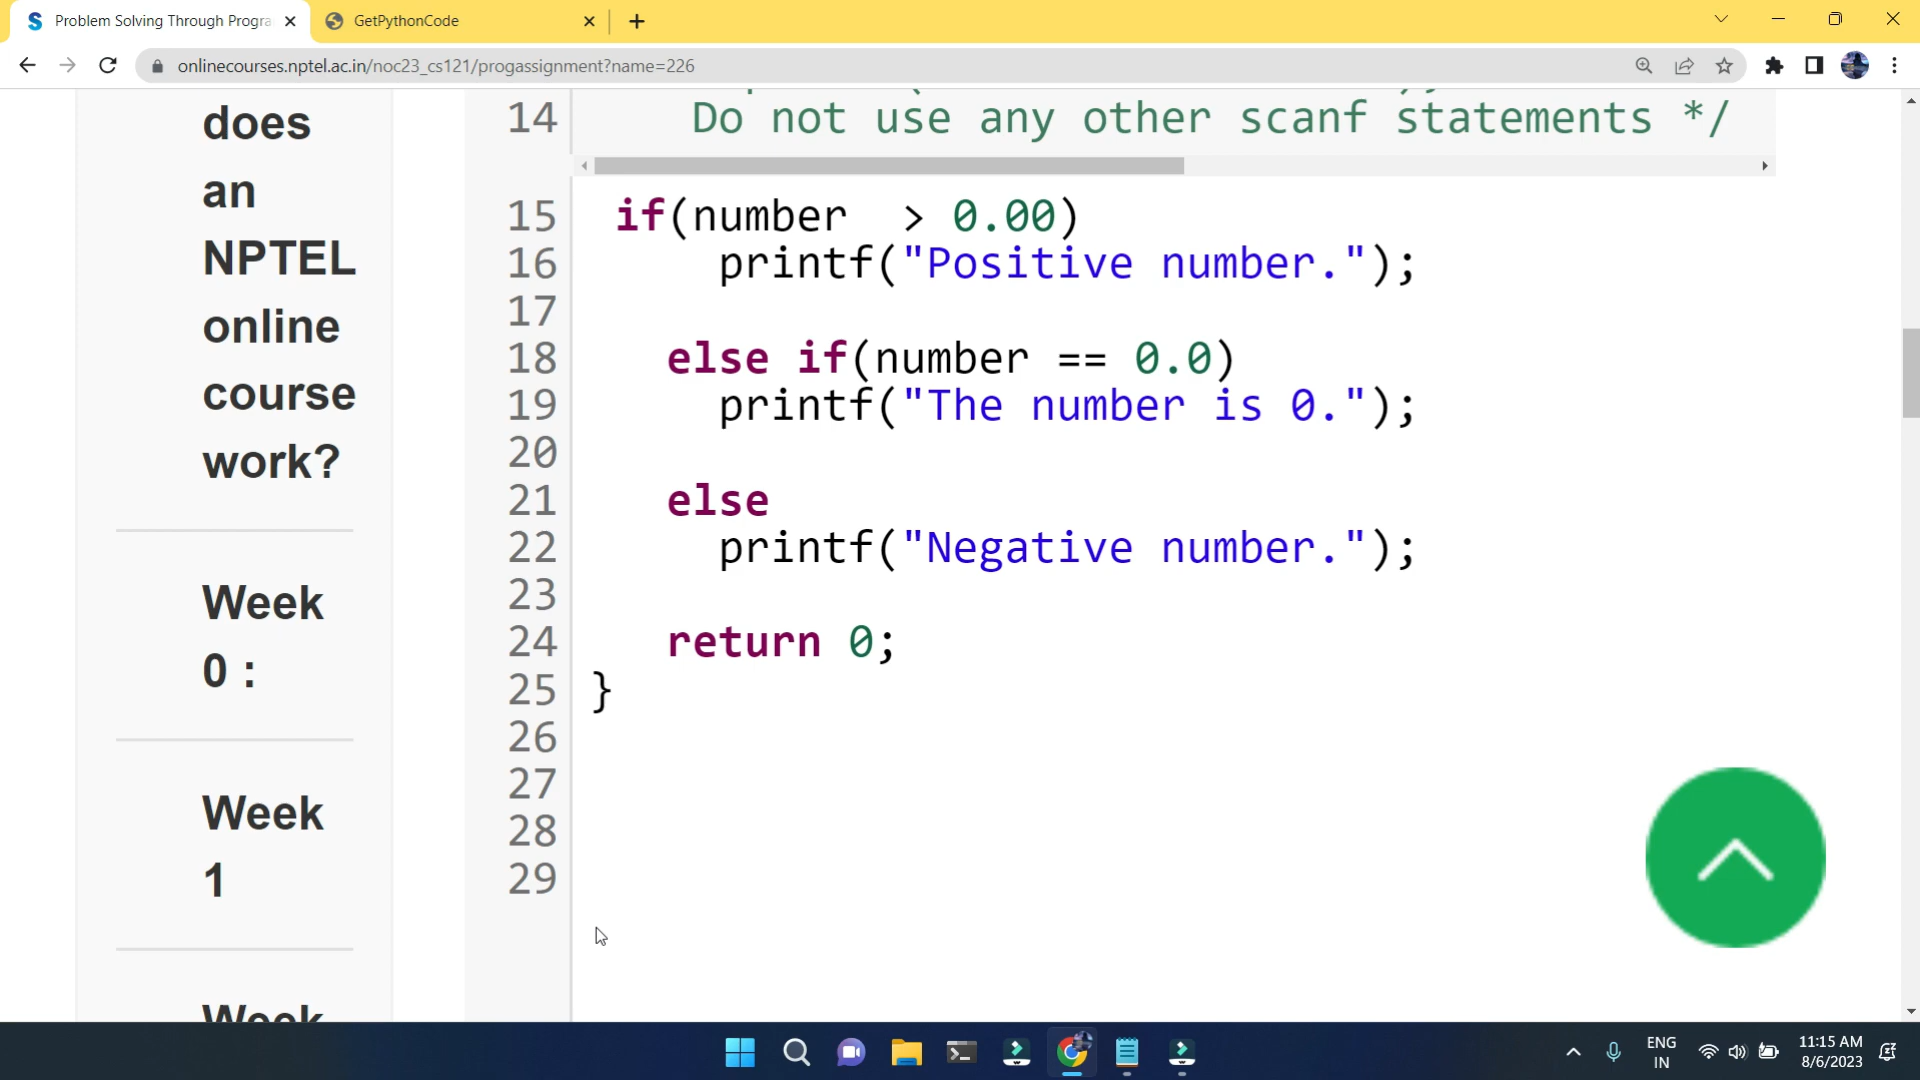 Problem Solving Through Progra
GetPythonCode
onlinecourses.nptel.ac.in/noc23_cs121/progassignment?name=226
does
an
NPTEL
online
course
work?
Week
0 :
Week
1
Week
14 Do not use any other scanf statements */
15 if(number > 0.00)
16 printf("Positive number.");
17
18 else if(number == 0.0)
19 printf("The number is 0.");
20
21 else
22 printf("Negative number.");
23
24 return 0;
25 }
26
27
28
29
ENG
IN
11:15 AM
8/6/2023